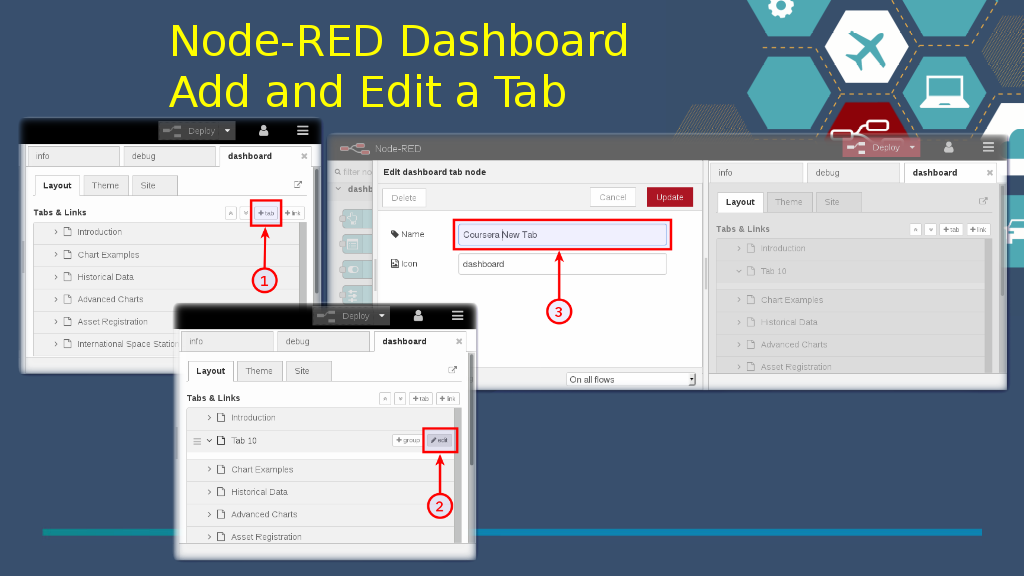 Node-RED Dashboard
Add and Edit a Tab
Deploy
info
debug
dashboard
Layout
Theme
Site
Tabs & Links
+tab
+link
Introduction
Chart Examples
Historical Data
Advanced Charts
Asset Registration
International Space Station
1
Deploy
info
debug
dashboard
Layout
Theme
Site
Tabs & Links
+tab
+link
Introduction
Tab 10
+group
edit
Chart Examples
Historical Data
Advanced Charts
Asset Registration
2
Node-RED
Deploy
filter no
dashb
Edit dashboard tab node
Delete
Cancel
Update
Name
Coursera New Tab
Icon
dashboard
3
On all flows
info
debug
dashboard
Layout
Theme
Site
Tabs & Links
+tab
+link
Introduction
Tab 10
Chart Examples
Historical Data
Advanced Charts
Asset Registration